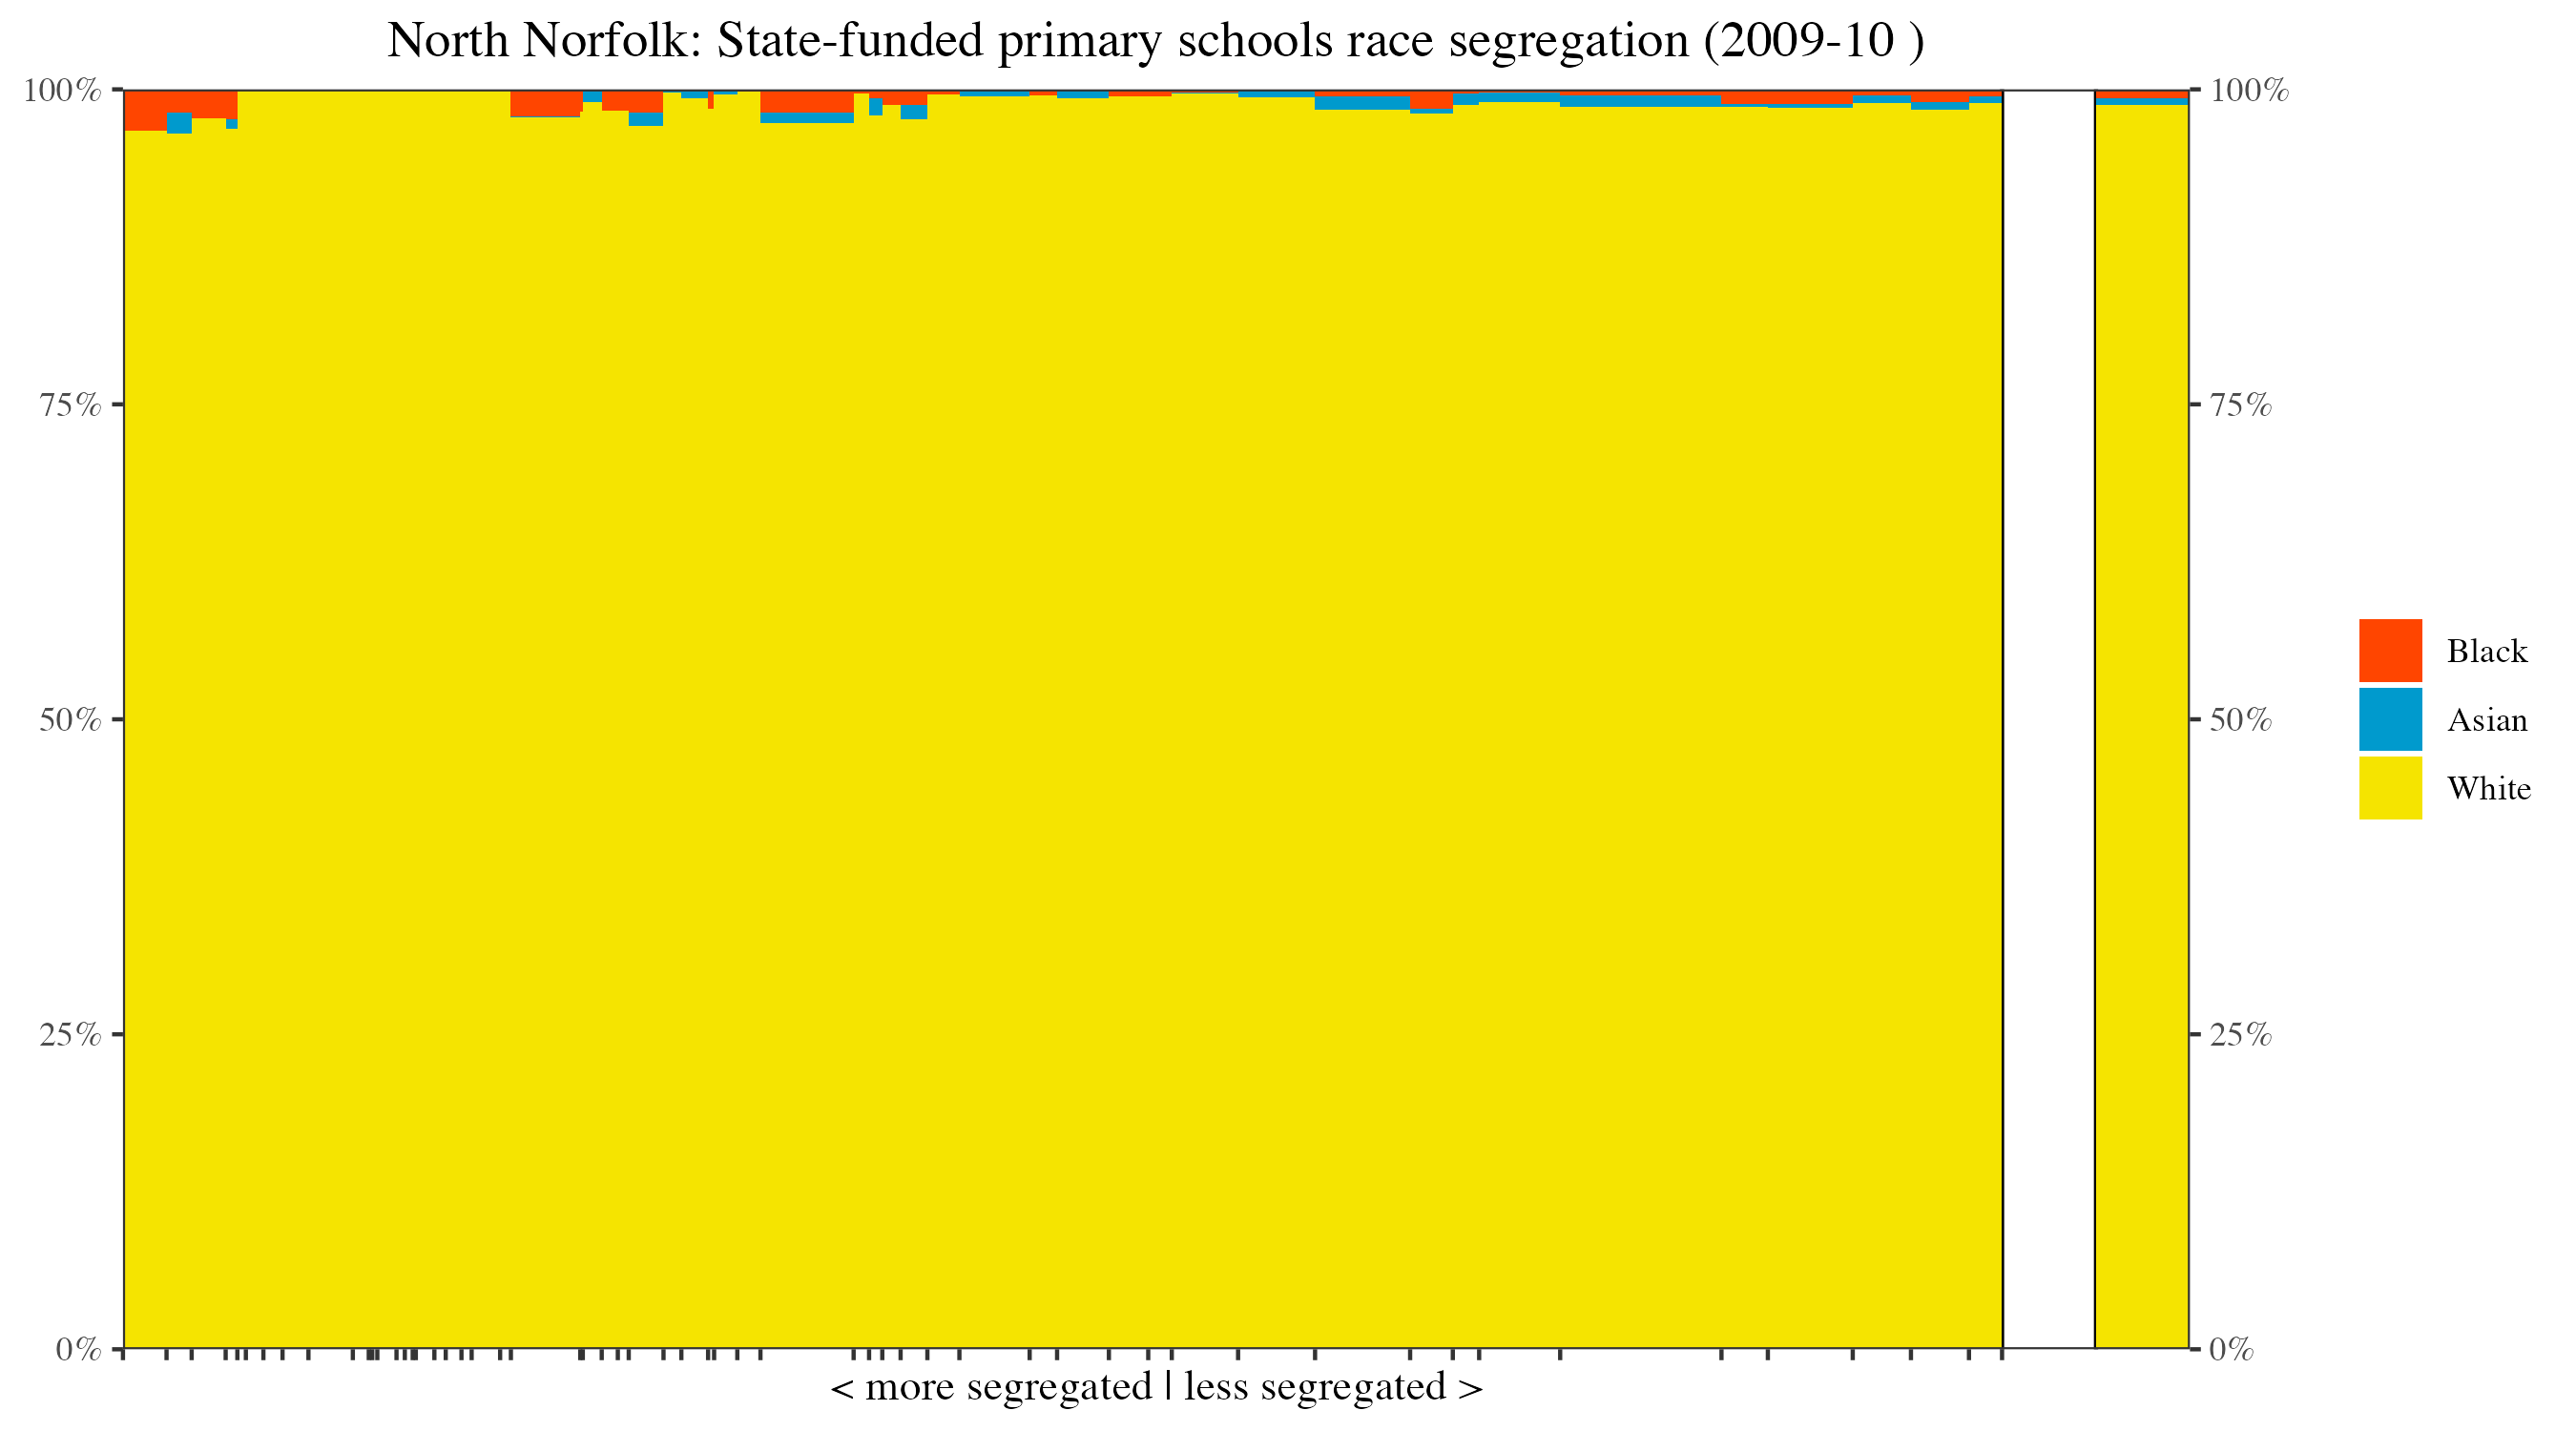 North Norfolk: State-funded primary schools race segregation (2009-10 )
100%
75%
50%
25%
0%
100%
75%
50%
25%
0%
Black
Asian
White
< more segregated | less segregated >